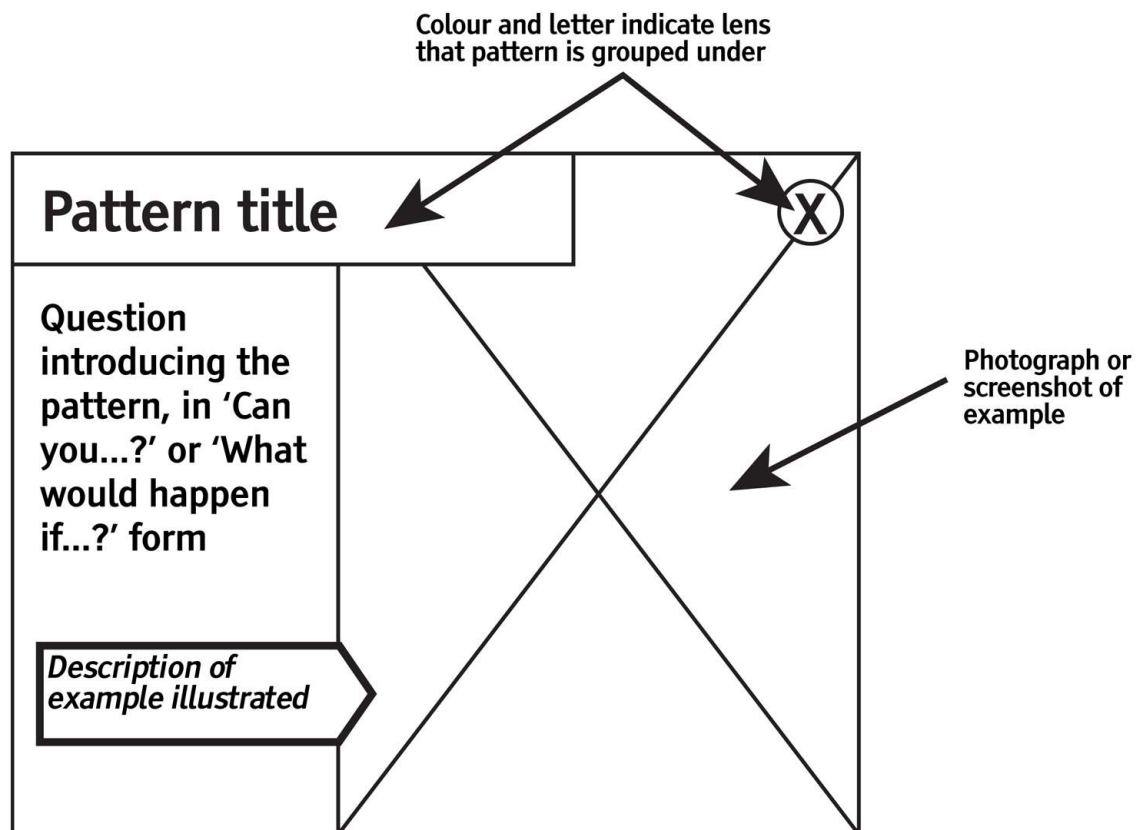 Colour and letter indicate lens
that pattern is grouped under
Pattern title
X
Question
introducing the
pattern, in ‘Can
you...?’ or ‘What
would happen
if...?’ form
Photograph or
screenshot of
example
Description of
example illustrated